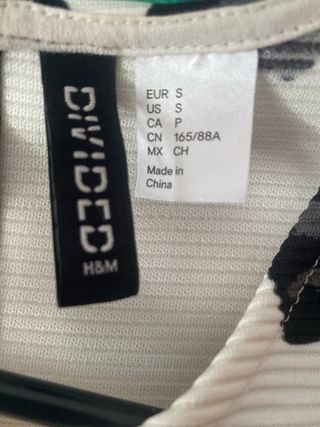 DIVIDED
H&M
EUR S
US S
CA P
CN 165/88A
MX CH
Made in
China